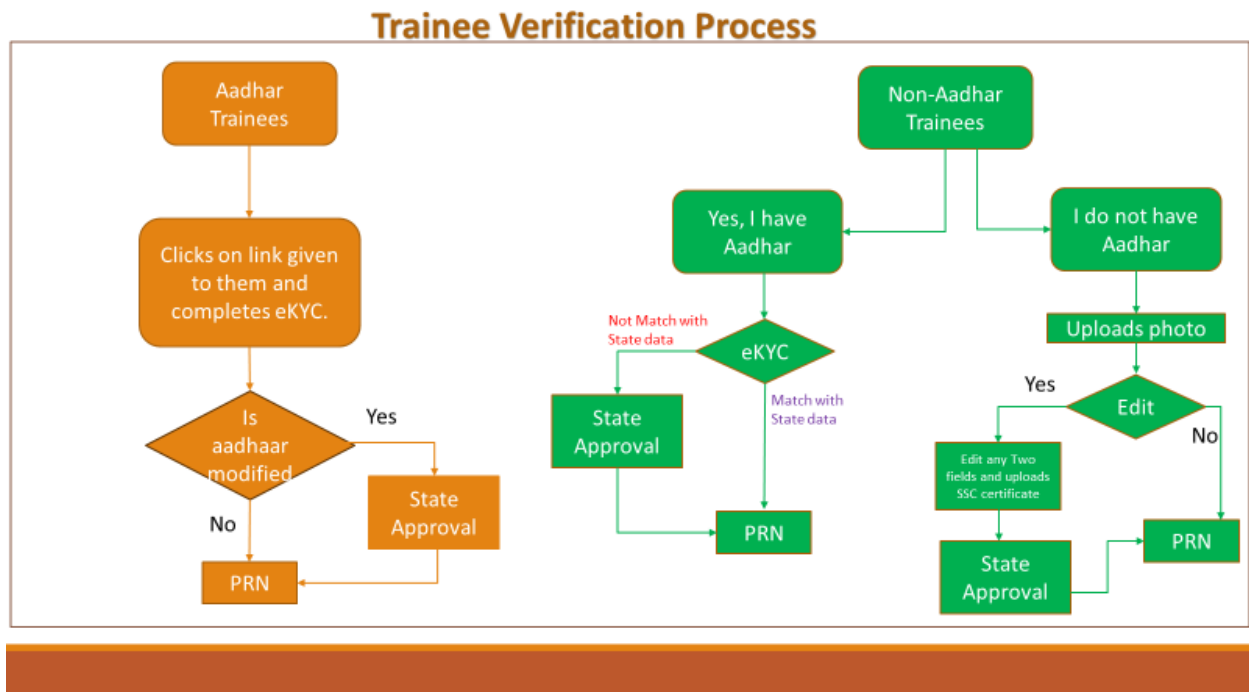 Trainee Verification Process
Aadhar
Trainees
Clicks on link given
to them and
completes eKYC.
Is
aadhaar
modified
Yes
No
State
Approval
PRN
Non-Aadhar
Trainees
Yes, I have
Aadhar
Not Match with
State data
eKYC
Match with
State data
State
Approval
PRN
I do not have
Aadhar
Uploads photo
Yes
Edit
No
Edit any Two
fields and uploads
SSC certificate
State
Approval
PRN